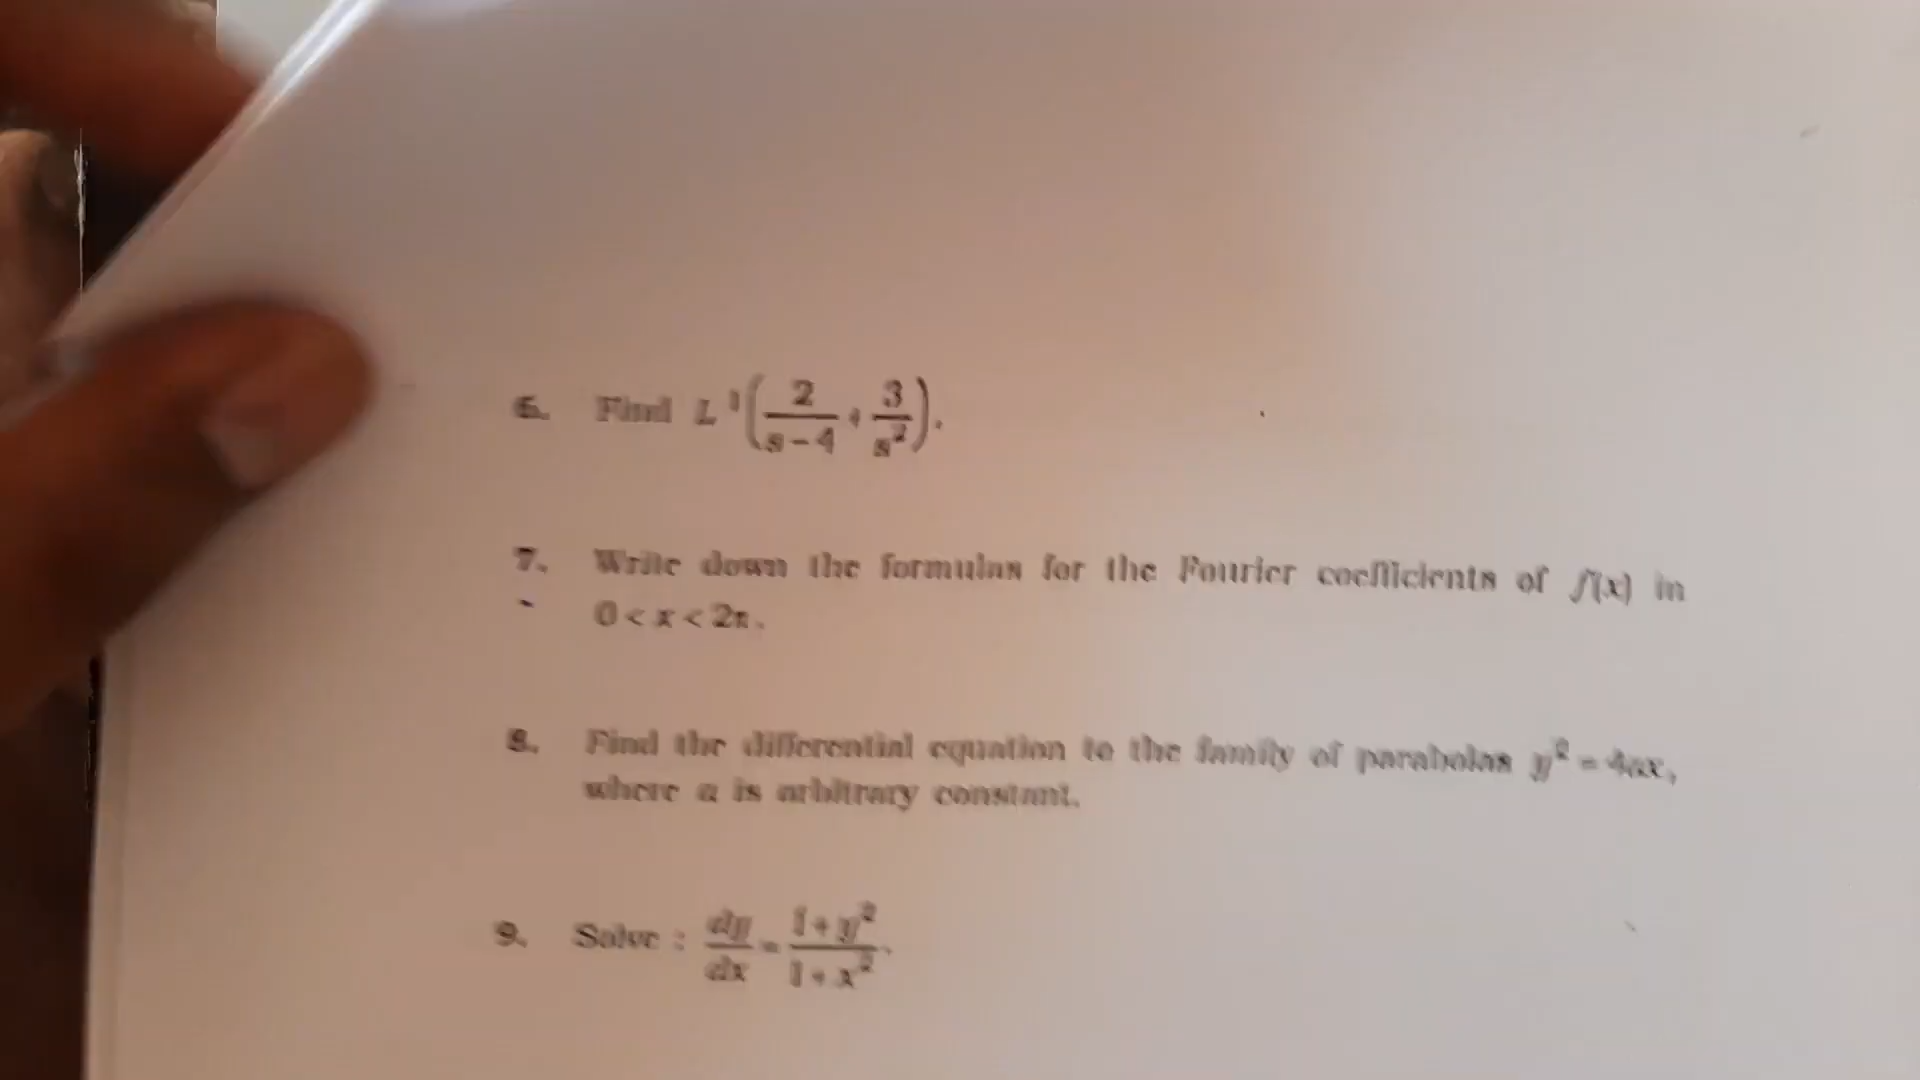 6. Find L⁻¹(2/(s-4) + 3/s²).
7. Write down the formulas for the Fourier coefficients of f(x) in
0 < x < 2π.
8. Find the differential equation to the family of parabolas y² = 4ax,
where a is arbitrary constant.
9. Solve : dy/dx = (1+y²)/(1+x²).